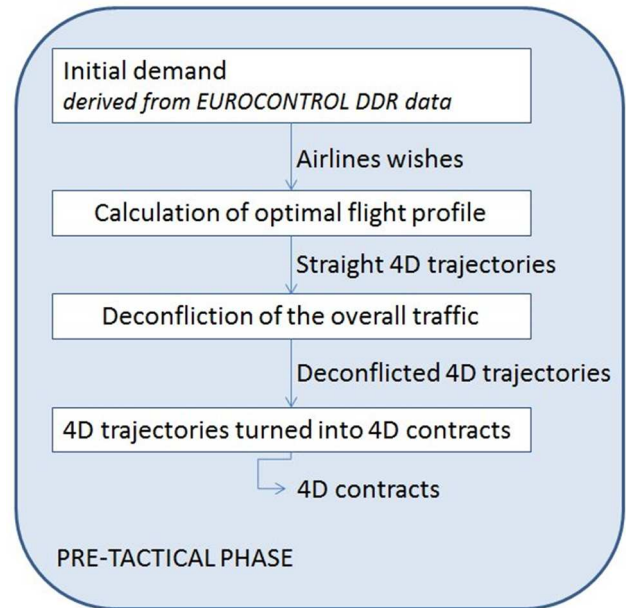 Initial demand
derived from EUROCONTROL DDR data
Airlines wishes
Calculation of optimal flight profile
Straight 4D trajectories
Deconfliction of the overall traffic
Deconflicted 4D trajectories
4D trajectories turned into 4D contracts
4D contracts
PRE-TACTICAL PHASE